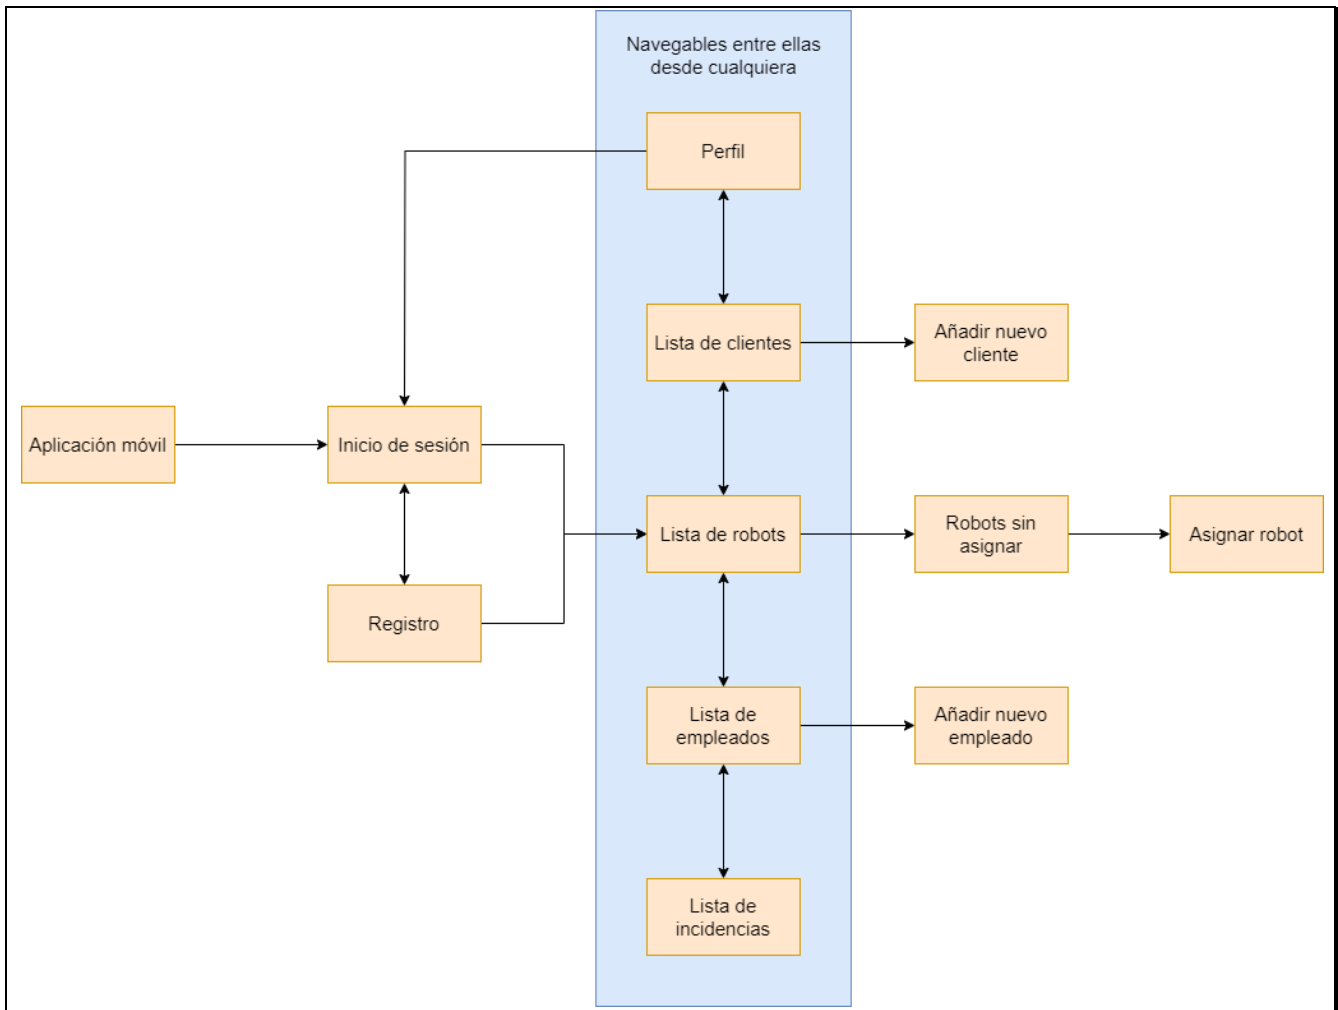 Navegables entre ellas
desde cualquiera
Perfil
Lista de clientes
Añadir nuevo
cliente
Aplicación móvil
Inicio de sesión
Lista de robots
Robots sin
asignar
Asignar robot
Registro
Lista de
empleados
Añadir nuevo
empleado
Lista de
incidencias